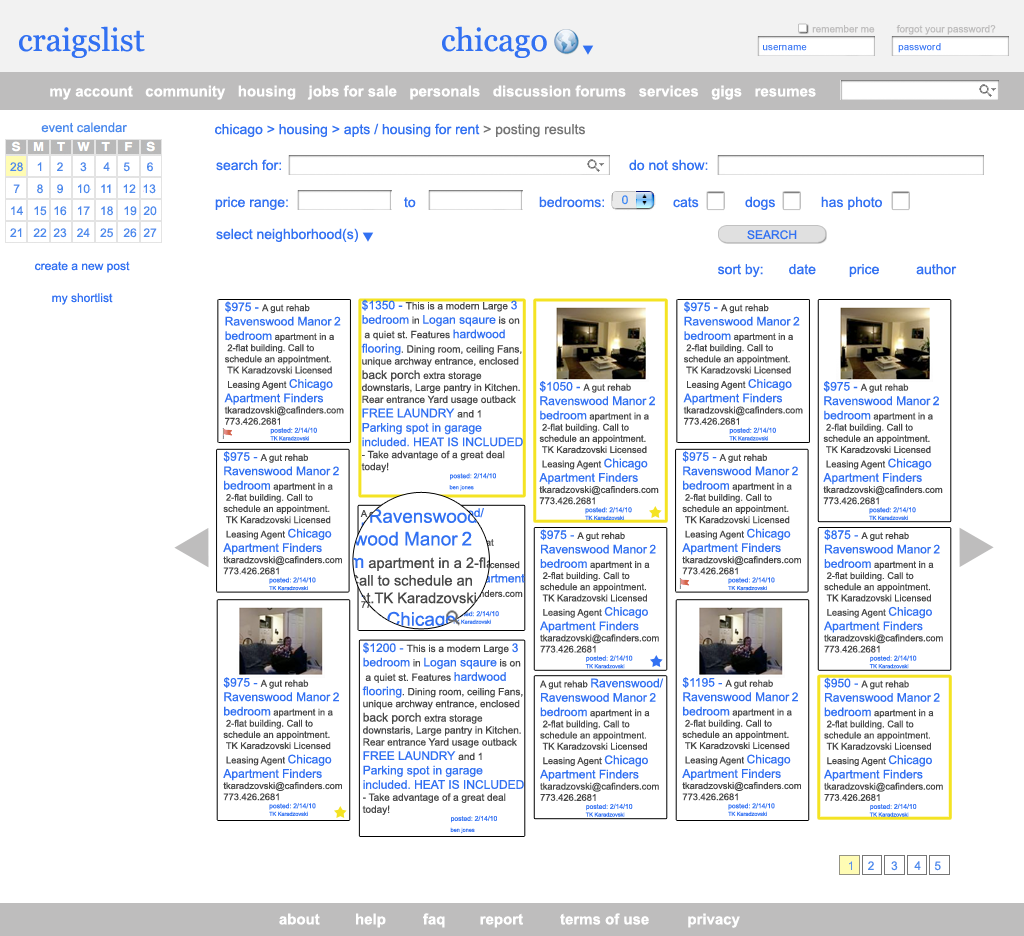 craigslist
chicago
remember me
forgot your password?
username
password
my account community housing jobs for sale personals discussion forums services gigs resumes
event calendar
S M T W T F S
28 1 2 3 4 5 6
7 8 9 10 11 12 13
14 15 16 17 18 19 20
21 22 23 24 25 26 27
create a new post
my shortlist
chicago > housing > apts / housing for rent > posting results
search for:
do not show:
price range:
to
bedrooms: 0
cats
dogs
has photo
select neighborhood(s)
SEARCH
sort by: date price author
$975 - A gut rehab
Ravenswood Manor 2
bedroom apartment in a
2-flat building. Call to
schedule an appointment.
TK Karadzovski Licensed
Leasing Agent Chicago
Apartment Finders
tkaradzovski@cafinders.com
773.426.2681
posted: 2/14/10
TK Karadzovski
$975 - A gut rehab
Ravenswood Manor 2
bedroom apartment in a
2-flat building. Call to
schedule an appointment.
TK Karadzovski Licensed
Leasing Agent Chicago
Apartment Finders
tkaradzovski@cafinders.com
773.426.2681
posted: 2/14/10
TK Karadzovski
$975 - A gut rehab
Ravenswood Manor 2
bedroom apartment in a
2-flat building. Call to
schedule an appointment.
TK Karadzovski Licensed
Leasing Agent Chicago
Apartment Finders
tkaradzovski@cafinders.com
773.426.2681
posted: 2/14/10
TK Karadzovski
$1350 - This is a modern Large 3
bedroom in Logan sqaure is on
a quiet st. Features hardwood
flooring. Dining room, ceiling Fans,
unique archway entrance, enclosed
back porch extra storage
downstaris, Large pantry in Kitchen.
Rear entrance Yard usage outback
FREE LAUNDRY and 1
Parking spot in garage
included. HEAT IS INCLUDED
- Take advantage of a great deal
today!
posted: 2/14/10
ben jones
Ravenswood
wood Manor 2
apartment in a 2-fl
Call to schedule an
t.TK Karadzovski
Chicag
$1200 - This is a modern Large 3
bedroom in Logan sqaure is on
a quiet st. Features hardwood
flooring. Dining room, ceiling Fans,
unique archway entrance, enclosed
back porch extra storage
downstaris, Large pantry in Kitchen.
Rear entrance Yard usage outback
FREE LAUNDRY and 1
Parking spot in garage
included. HEAT IS INCLUDED
- Take advantage of a great deal
today!
posted: 2/14/10
ben jones
$1050 - A gut rehab
Ravenswood Manor 2
bedroom apartment in a
2-flat building. Call to
schedule an appointment.
TK Karadzovski Licensed
Leasing Agent Chicago
Apartment Finders
tkaradzovski@cafinders.com
773.426.2681
posted: 2/14/10
TK Karadzovski
$975 - A gut rehab
Ravenswood Manor 2
bedroom apartment in a
2-flat building. Call to
schedule an appointment.
TK Karadzovski Licensed
Leasing Agent Chicago
Apartment Finders
tkaradzovski@cafinders.com
773.426.2681
posted: 2/14/10
TK Karadzovski
A gut rehab Ravenswood/
Ravenswood Manor 2
bedroom apartment in a
2-flat building. Call to
schedule an appointment.
TK Karadzovski Licensed
Leasing Agent Chicago
Apartment Finders
tkaradzovski@cafinders.com
773.426.2681
posted: 2/14/10
TK Karadzovski
$975 - A gut rehab
Ravenswood Manor 2
bedroom apartment in a
2-flat building. Call to
schedule an appointment.
TK Karadzovski Licensed
Leasing Agent Chicago
Apartment Finders
tkaradzovski@cafinders.com
773.426.2681
posted: 2/14/10
TK Karadzovski
$975 - A gut rehab
Ravenswood Manor 2
bedroom apartment in a
2-flat building. Call to
schedule an appointment.
TK Karadzovski Licensed
Leasing Agent Chicago
Apartment Finders
tkaradzovski@cafinders.com
773.426.2681
posted: 2/14/10
TK Karadzovski
$1195 - A gut rehab
Ravenswood Manor 2
bedroom apartment in a
2-flat building. Call to
schedule an appointment.
TK Karadzovski Licensed
Leasing Agent Chicago
Apartment Finders
tkaradzovski@cafinders.com
773.426.2681
posted: 2/14/10
TK Karadzovski
$975 - A gut rehab
Ravenswood Manor 2
bedroom apartment in a
2-flat building. Call to
schedule an appointment.
TK Karadzovski Licensed
Leasing Agent Chicago
Apartment Finders
tkaradzovski@cafinders.com
773.426.2681
posted: 2/14/10
TK Karadzovski
$875 - A gut rehab
Ravenswood Manor 2
bedroom apartment in a
2-flat building. Call to
schedule an appointment.
TK Karadzovski Licensed
Leasing Agent Chicago
Apartment Finders
tkaradzovski@cafinders.com
773.426.2681
posted: 2/14/10
TK Karadzovski
$950 - A gut rehab
Ravenswood Manor 2
bedroom apartment in a
2-flat building. Call to
schedule an appointment.
TK Karadzovski Licensed
Leasing Agent Chicago
Apartment Finders
tkaradzovski@cafinders.com
773.426.2681
posted: 2/14/10
TK Karadzovski
1 2 3 4 5
about help faq report terms of use privacy